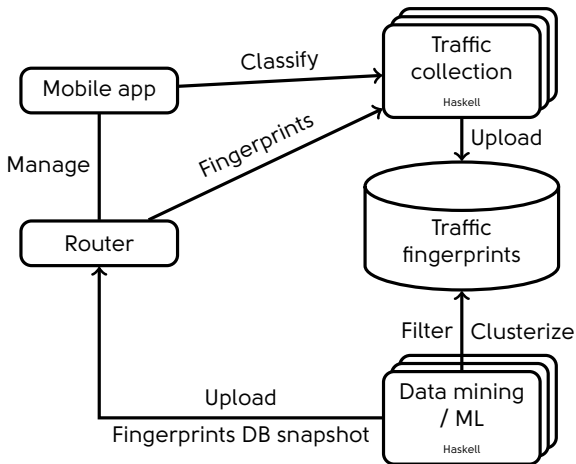 Classify
Traffic
collection
Haskell
Mobile app
Fingerprints
Upload
Manage
Router
Traffic
fingerprints
Filter
Clusterize
Upload
Fingerprints DB snapshot
Data mining
/ ML
Haskell